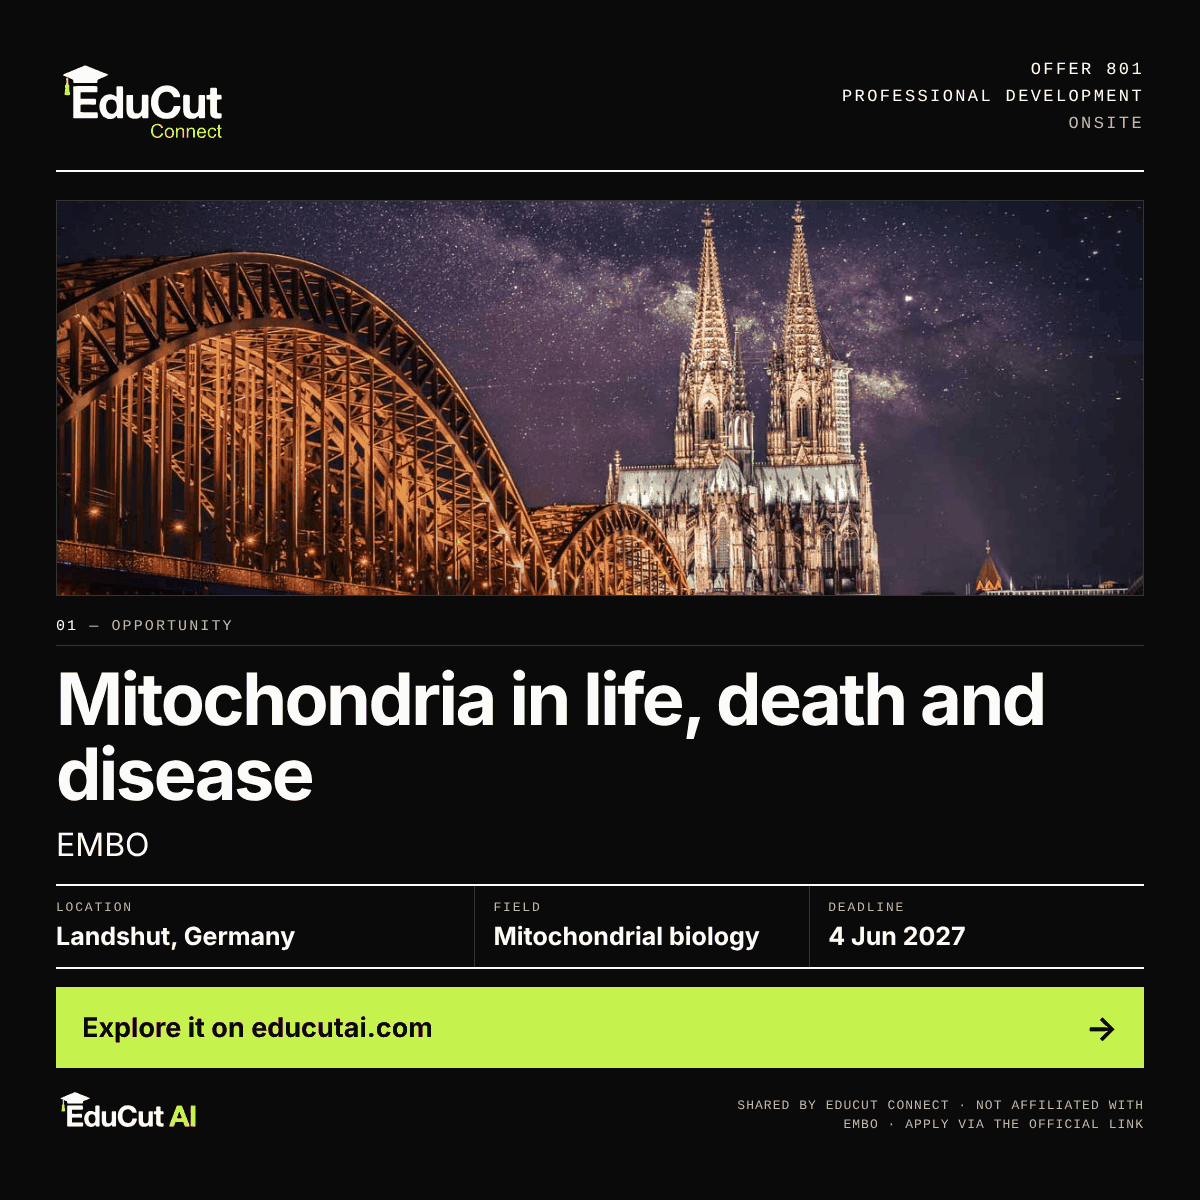 EduCut
Connect
OFFER 801
PROFESSIONAL DEVELOPMENT
ONSITE
01 — OPPORTUNITY
Mitochondria in life, death and
disease
EMBO
LOCATION
Landshut, Germany
FIELD
Mitochondrial biology
DEADLINE
4 Jun 2027
Explore it on educutai.com
EduCut AI
SHARED BY EDUCUT CONNECT · NOT AFFILIATED WITH
EMBO · APPLY VIA THE OFFICIAL LINK